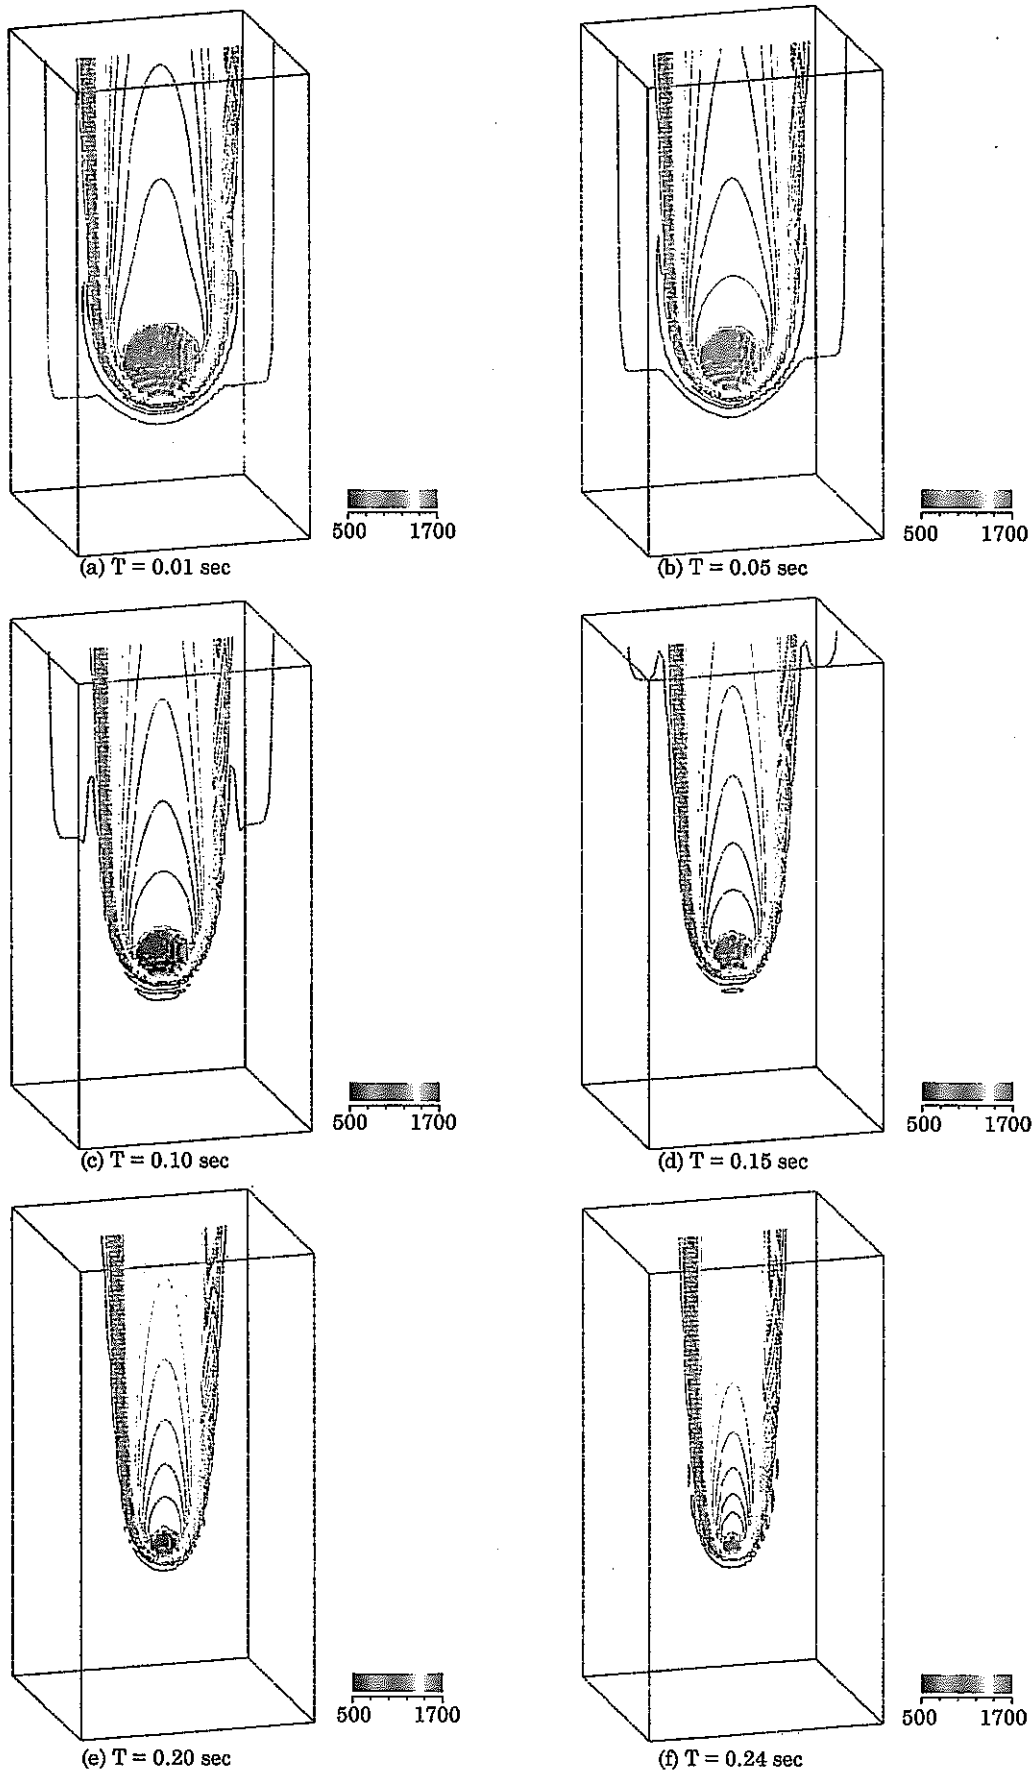 500 1700
(a) T = 0.01 sec
500 1700
(b) T = 0.05 sec
500 1700
(c) T = 0.10 sec
500 1700
(d) T = 0.15 sec
500 1700
(e) T = 0.20 sec
500 1700
(f) T = 0.24 sec